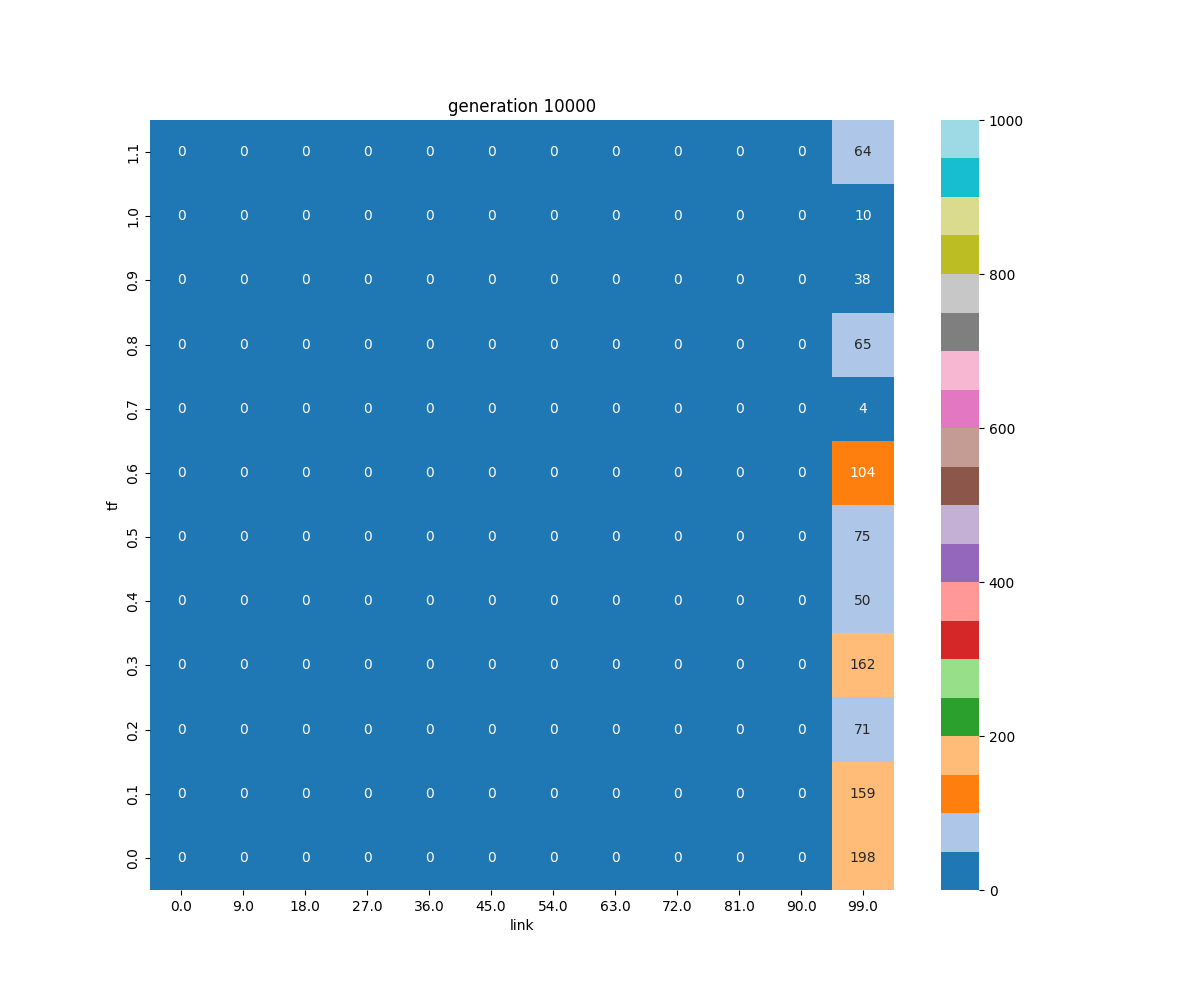 generation 10000
1.1 0 0 0 0 0 0 0 0 0 0 0 64
1.0 0 0 0 0 0 0 0 0 0 0 0 10
0.9 0 0 0 0 0 0 0 0 0 0 0 38
0.8 0 0 0 0 0 0 0 0 0 0 0 65
0.7 0 0 0 0 0 0 0 0 0 0 0 4
0.6 0 0 0 0 0 0 0 0 0 0 0 104
tf
0.5 0 0 0 0 0 0 0 0 0 0 0 75
0.4 0 0 0 0 0 0 0 0 0 0 0 50
0.3 0 0 0 0 0 0 0 0 0 0 0 162
0.2 0 0 0 0 0 0 0 0 0 0 0 71
0.1 0 0 0 0 0 0 0 0 0 0 0 159
0.0 0 0 0 0 0 0 0 0 0 0 0 198
0.0 9.0 18.0 27.0 36.0 45.0 54.0 63.0 72.0 81.0 90.0 99.0
link
1000
800
600
400
200
0